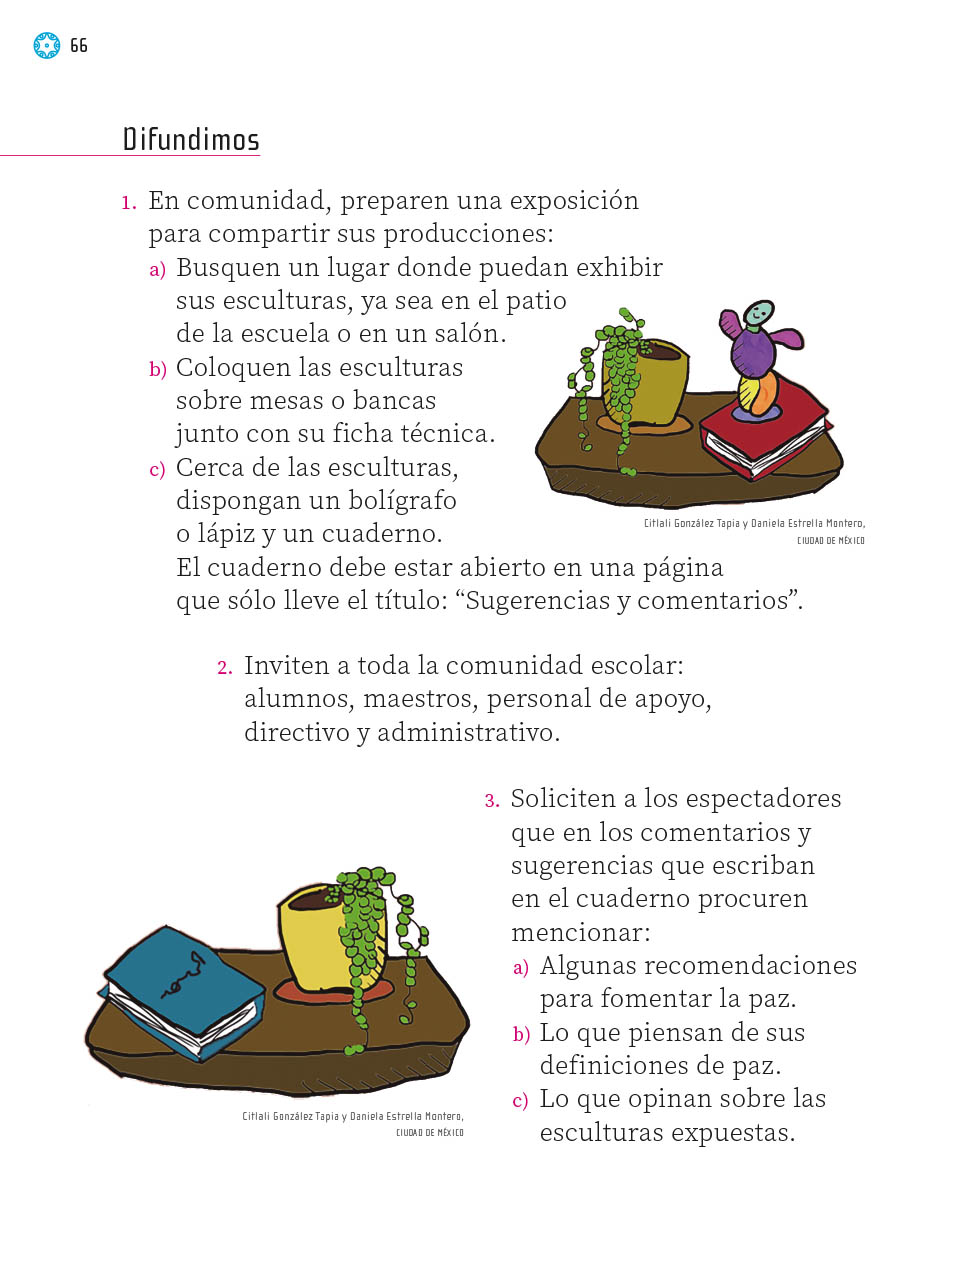 66
Difundimos
1. En comunidad, preparen una exposición
para compartir sus producciones:
a) Busquen un lugar donde puedan exhibir
sus esculturas, ya sea en el patio
de la escuela o en un salón.
b) Coloquen las esculturas
sobre mesas o bancas
junto con su ficha técnica.
c) Cerca de las esculturas,
dispongan un bolígrafo
o lápiz y un cuaderno.
El cuaderno debe estar abierto en una página
que sólo lleve el título: “Sugerencias y comentarios”.
Citlali González Tapia y Daniela Estrella Montero,
CIUDAD DE MÉXICO
2. Inviten a toda la comunidad escolar:
alumnos, maestros, personal de apoyo,
directivo y administrativo.
3. Soliciten a los espectadores
que en los comentarios y
sugerencias que escriban
en el cuaderno procuren
mencionar:
a) Algunas recomendaciones
para fomentar la paz.
b) Lo que piensan de sus
definiciones de paz.
c) Lo que opinan sobre las
esculturas expuestas.
Citlali González Tapia y Daniela Estrella Montero,
CIUDAD DE MÉXICO